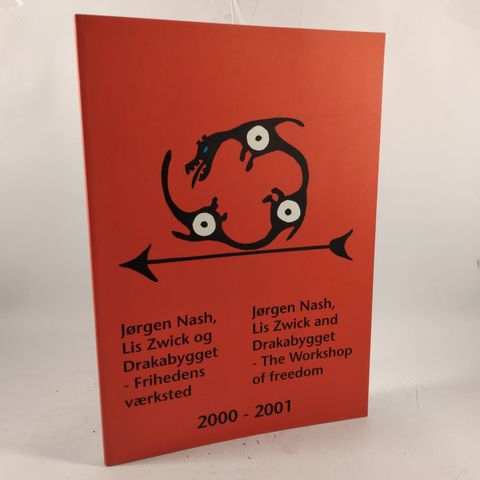 Jørgen Nash,
Lis Zwick og
Drakabygget
- Frihedens
værksted
Jørgen Nash,
Lis Zwick and
Drakabygget
- The Workshop
of freedom
2000 - 2001